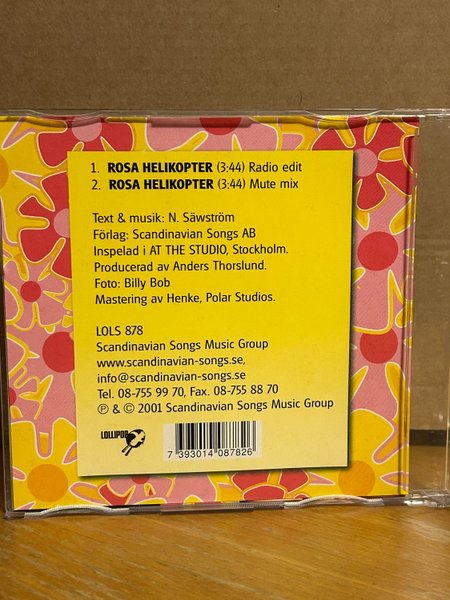 1. ROSA HELIKOPTER (3:44) Radio edit
2. ROSA HELIKOPTER (3:44) Mute mix
Text & musik: N. Säwström
Förlag: Scandinavian Songs AB
Inspelad i AT THE STUDIO, Stockholm.
Producerad av Anders Thorslund.
Foto: Billy Bob
Mastering av Henke, Polar Studios.
LOLS 878
Scandinavian Songs Music Group
www.scandinavian-songs.se,
info@scandinavian-songs.se
Tel. 08-755 99 70, Fax. 08-755 88 70
℗ & © 2001 Scandinavian Songs Music Group
LOLLIPOP
7 393014 087826